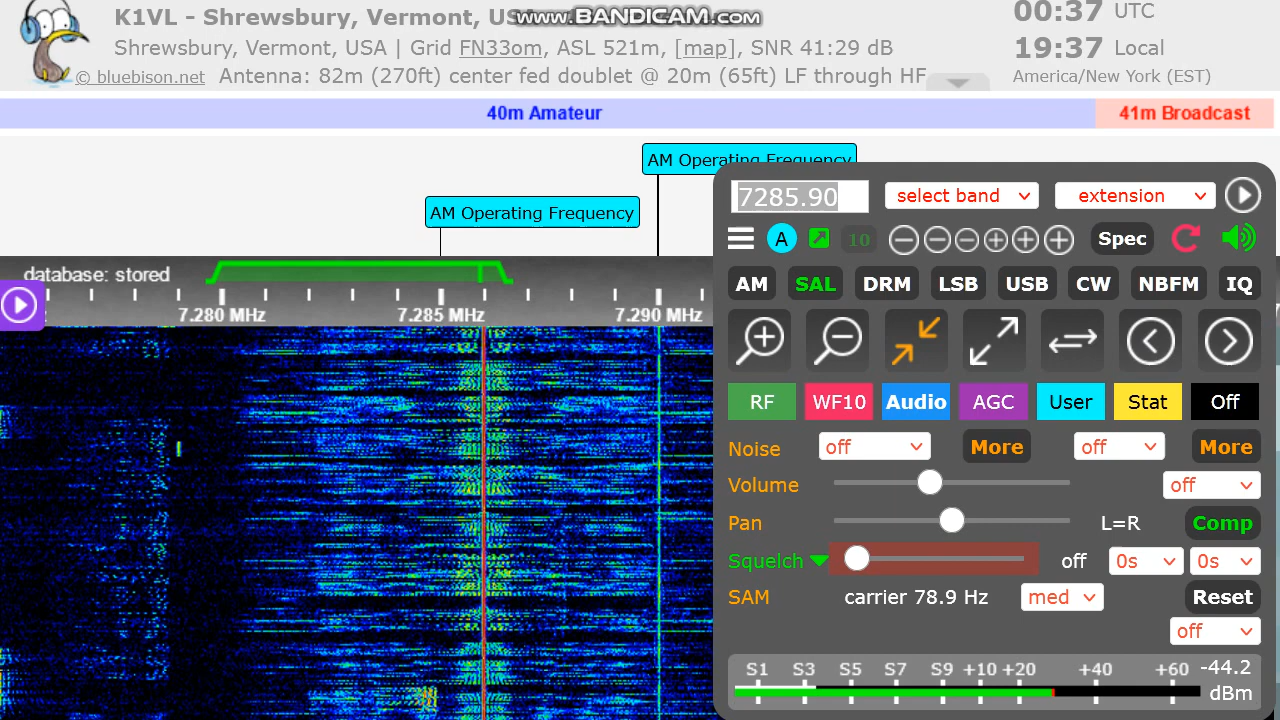 K1VL - Shrewsbury, Vermont, USA
www.BANDICAM.com
Shrewsbury, Vermont, USA | Grid FN33om, ASL 521m, [map], SNR 41:29 dB
© bluebison.net Antenna: 82m (270ft) center fed doublet @ 20m (65ft) LF through HF
00:37 UTC
19:37 Local
America/New York (EST)
40m Amateur 41m Broadcast
AM Operating Frequency
AM Operating Frequency
database: stored
7.280 MHz 7.285 MHz 7.290 MHz
7285.90 select band extension
A 10 Spec
AM SAL DRM LSB USB CW NBFM IQ
RF WF10 Audio AGC User Stat Off
Noise off More off More
Volume off
Pan L=R Comp
Squelch off 0s 0s
SAM carrier 78.9 Hz med Reset
off
S1 S3 S5 S7 S9 +10 +20 +40 +60 -44.2
dBm